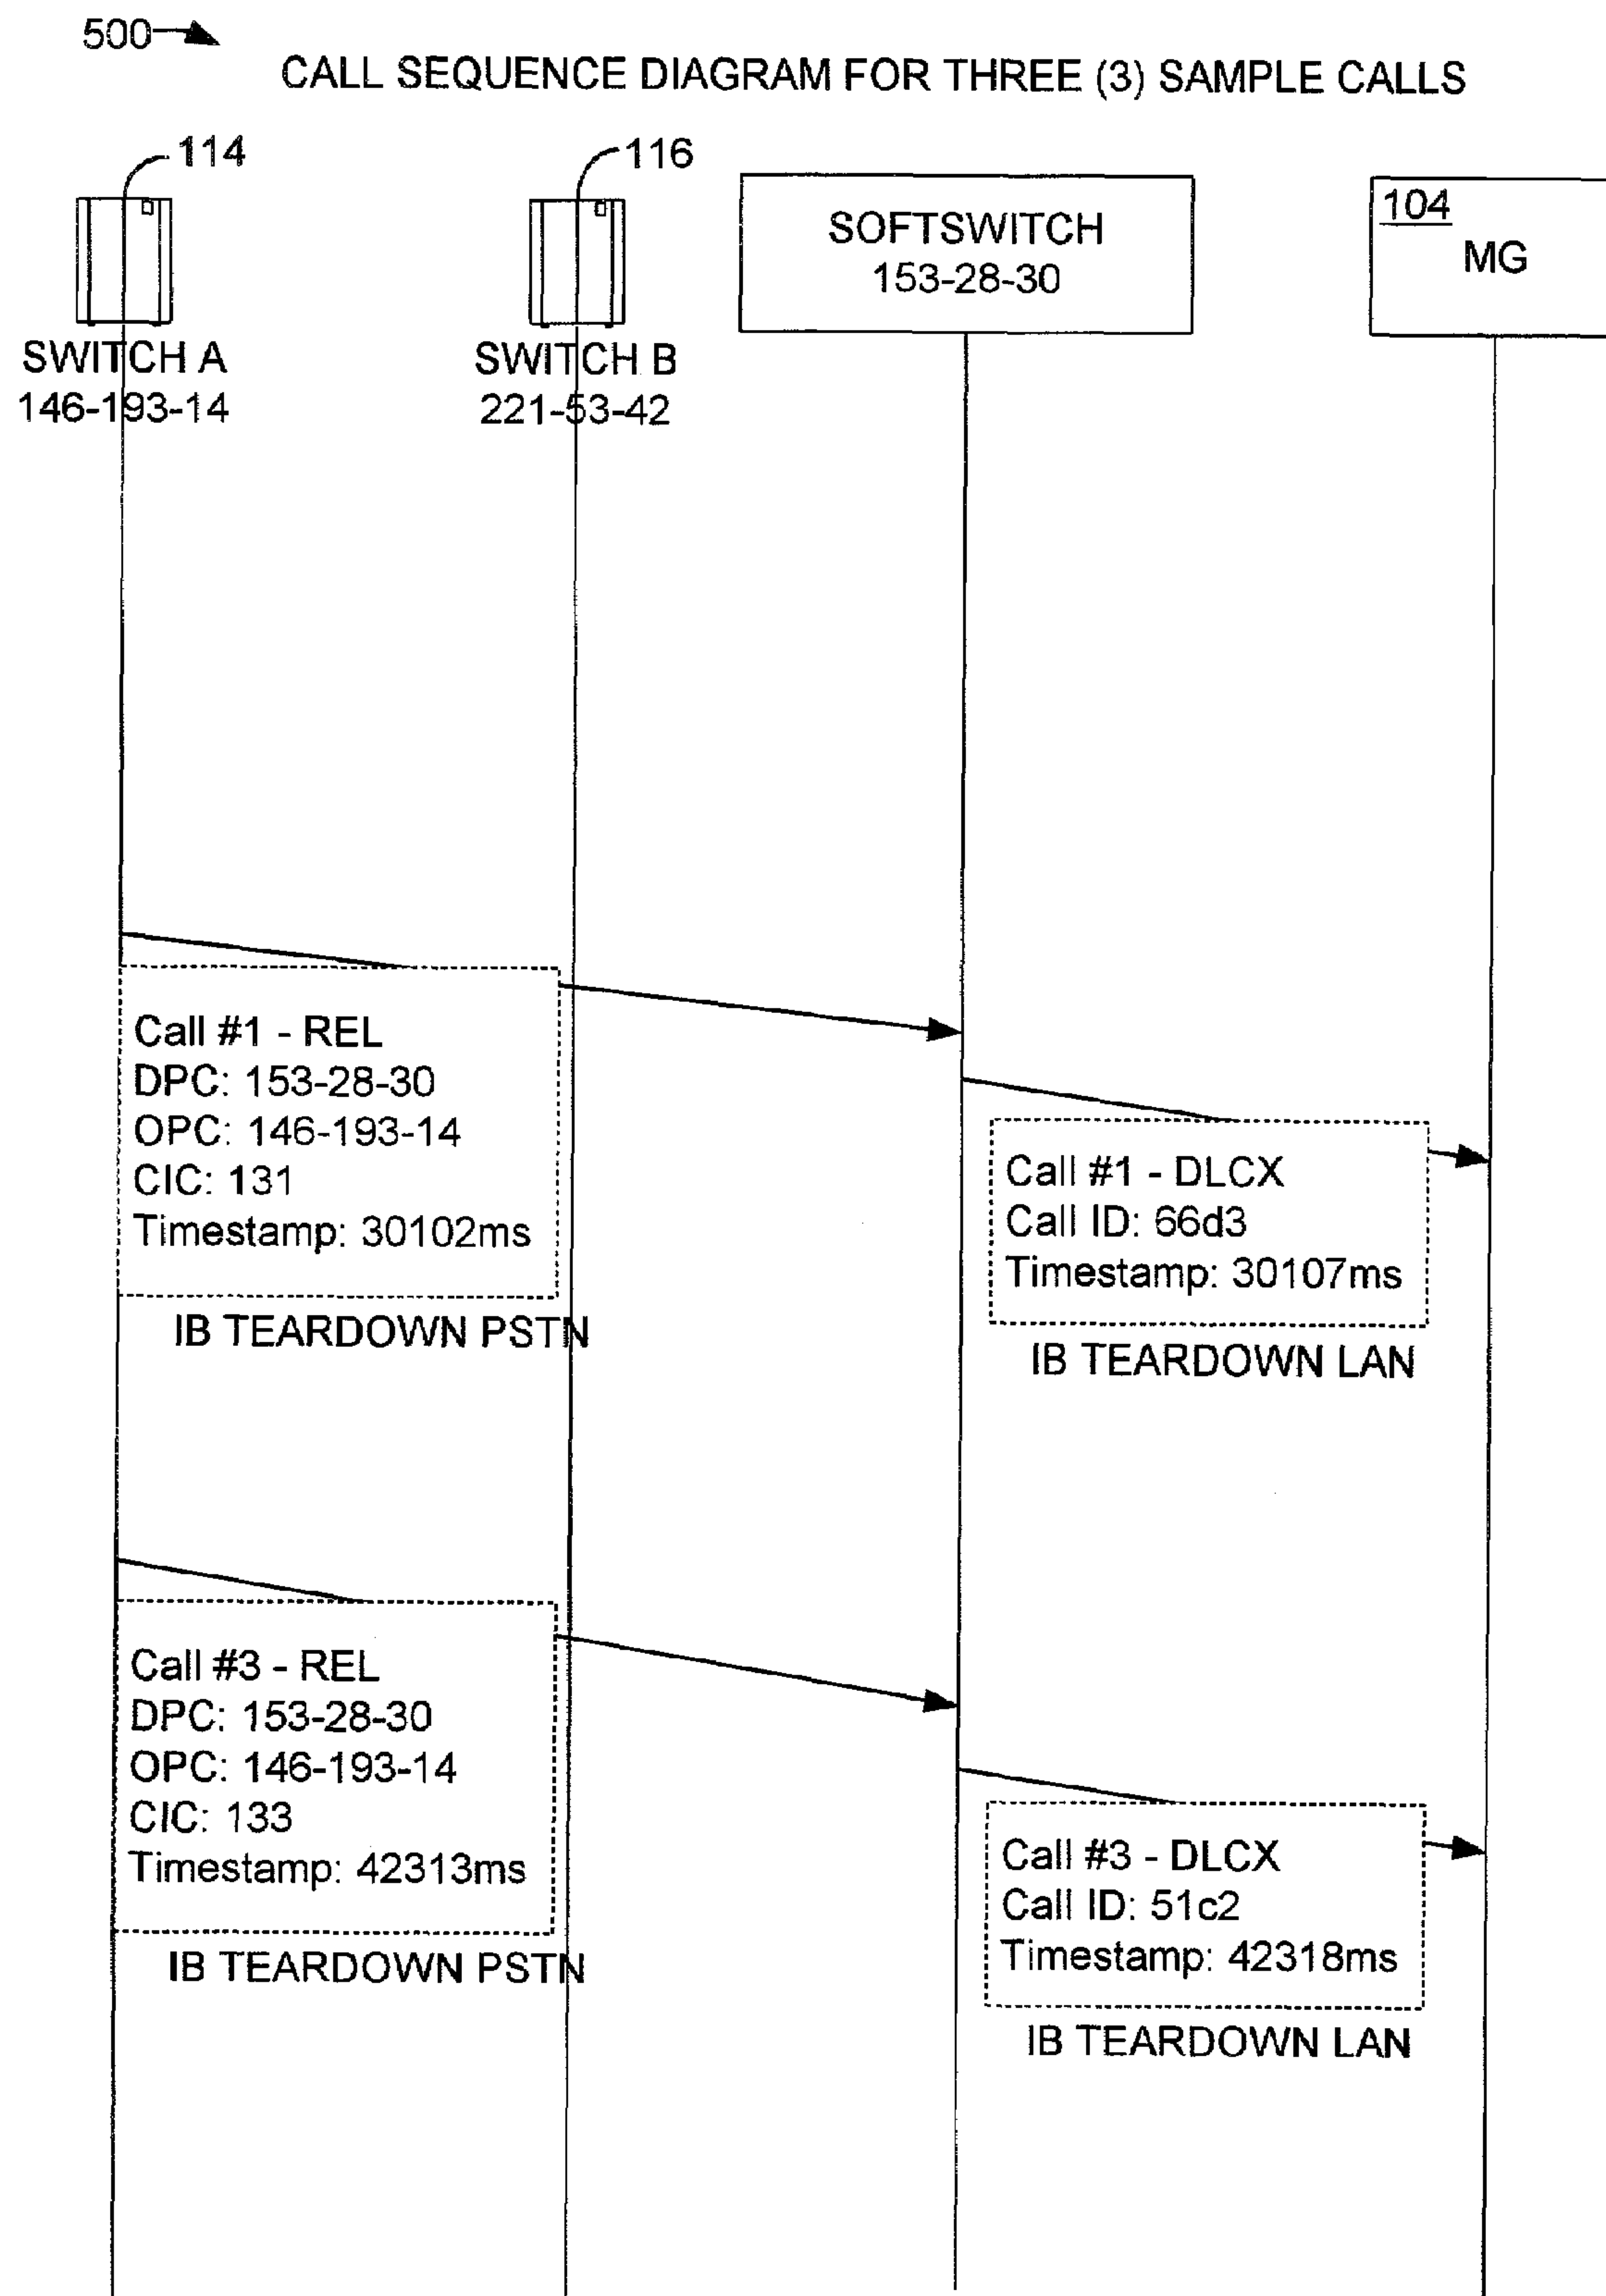 500
CALL SEQUENCE DIAGRAM FOR THREE (3) SAMPLE CALLS
114
116
SWITCH A
146-193-14
SWITCH B
221-53-42
SOFTSWITCH
153-28-30
104
MG
Call #1 - REL
DPC: 153-28-30
OPC: 146-193-14
CIC: 131
Timestamp: 30102ms
IB TEARDOWN PSTN
Call #1 - DLCX
Call ID: 66d3
Timestamp: 30107ms
IB TEARDOWN LAN
Call #3 - REL
DPC: 153-28-30
OPC: 146-193-14
CIC: 133
Timestamp: 42313ms
IB TEARDOWN PSTN
Call #3 - DLCX
Call ID: 51c2
Timestamp: 42318ms
IB TEARDOWN LAN